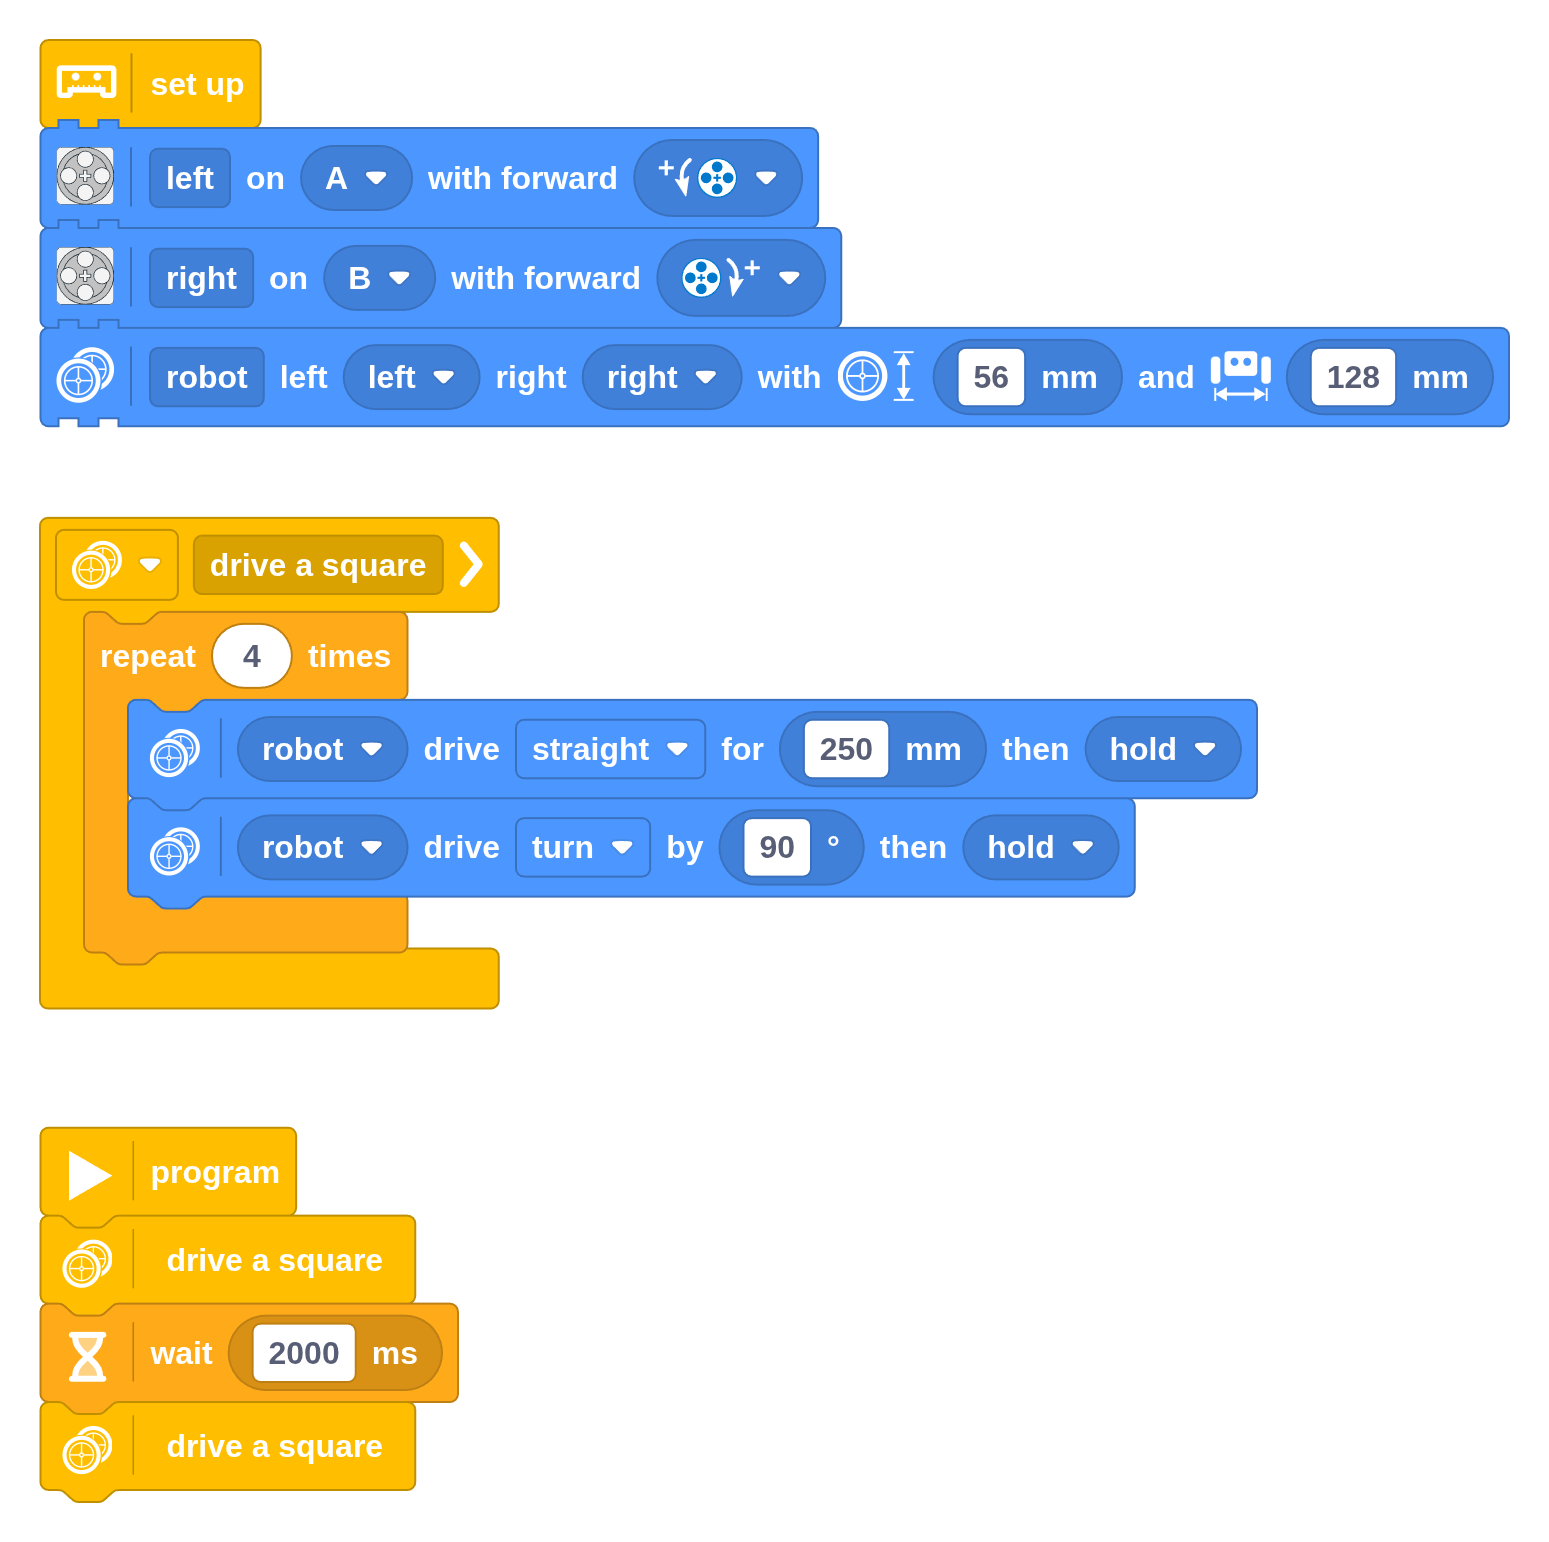 set up
left on A with forward +
right on B with forward +
robot left left right right with 56 mm and 128 mm
drive a square
repeat 4 times
robot drive straight for 250 mm then hold
robot drive turn by 90 ° then hold
program
drive a square
wait 2000 ms
drive a square